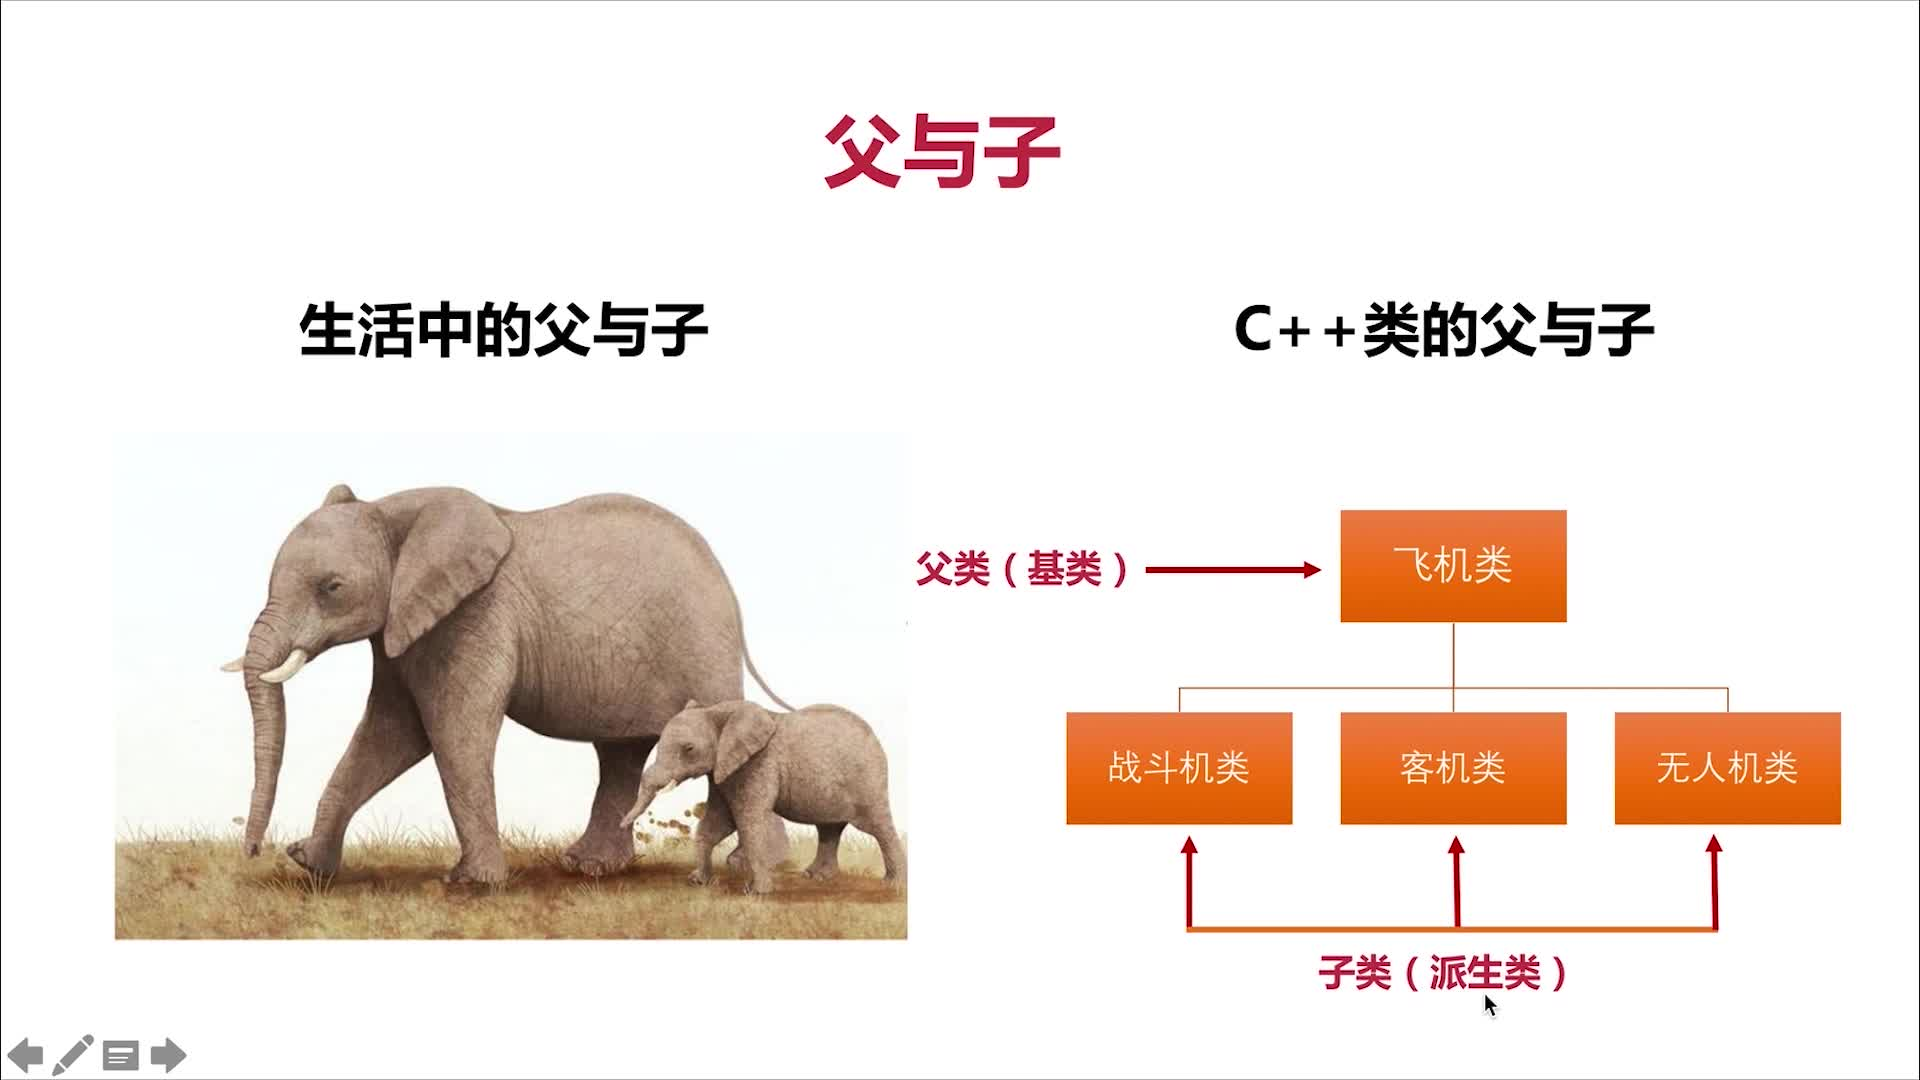 父与子
生活中的父与子
C++类的父与子
父类（基类）
飞机类
战斗机类
客机类
无人机类
子类（派生类）